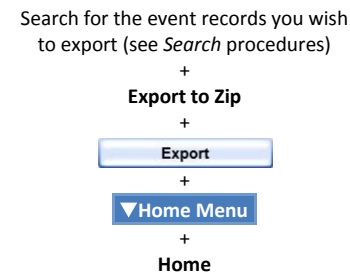 Search for the event records you wish
to export (see Search procedures)
+
Export to Zip
+
Export
+
▼Home Menu
+
Home